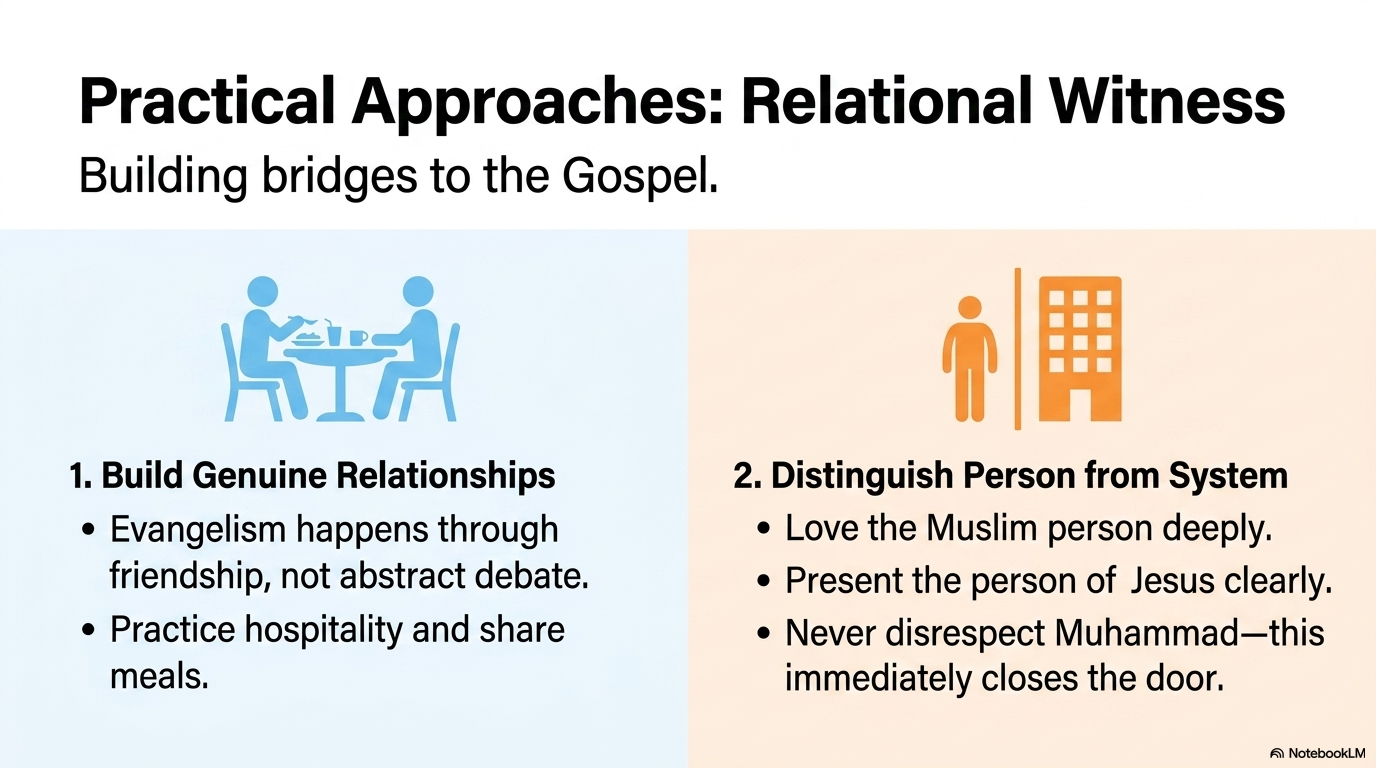 Practical Approaches: Relational Witness
Building bridges to the Gospel.
1. Build Genuine Relationships
• Evangelism happens through
friendship, not abstract debate.
• Practice hospitality and share
meals.
2. Distinguish Person from System
• Love the Muslim person deeply.
• Present the person of Jesus clearly.
• Never disrespect Muhammad—this
immediately closes the door.
NotebookLM